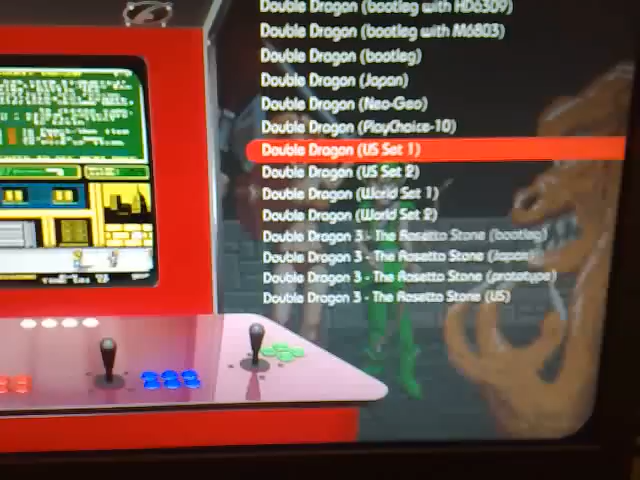 Double Dragon (bootleg with HD6309)
Double Dragon (bootleg with M6803)
Double Dragon (bootleg)
Double Dragon (Japan)
Double Dragon (Neo-Geo)
Double Dragon (PlayChoice-10)
Double Dragon (US Set 1)
Double Dragon (US Set 2)
Double Dragon (World Set 1)
Double Dragon (World Set 2)
Double Dragon 3 - The Rosetta Stone (bootleg)
Double Dragon 3 - The Rosetta Stone (Japan)
Double Dragon 3 - The Rosetta Stone (prototype)
Double Dragon 3 - The Rosetta Stone (US)